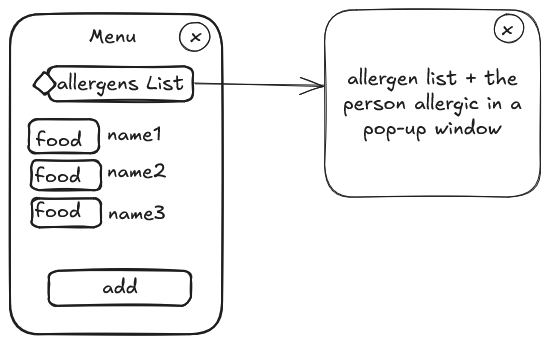 Menu
x
allergens List
food name1
food name2
food name3
add
x
allergen list + the
person allergic in a
pop-up window